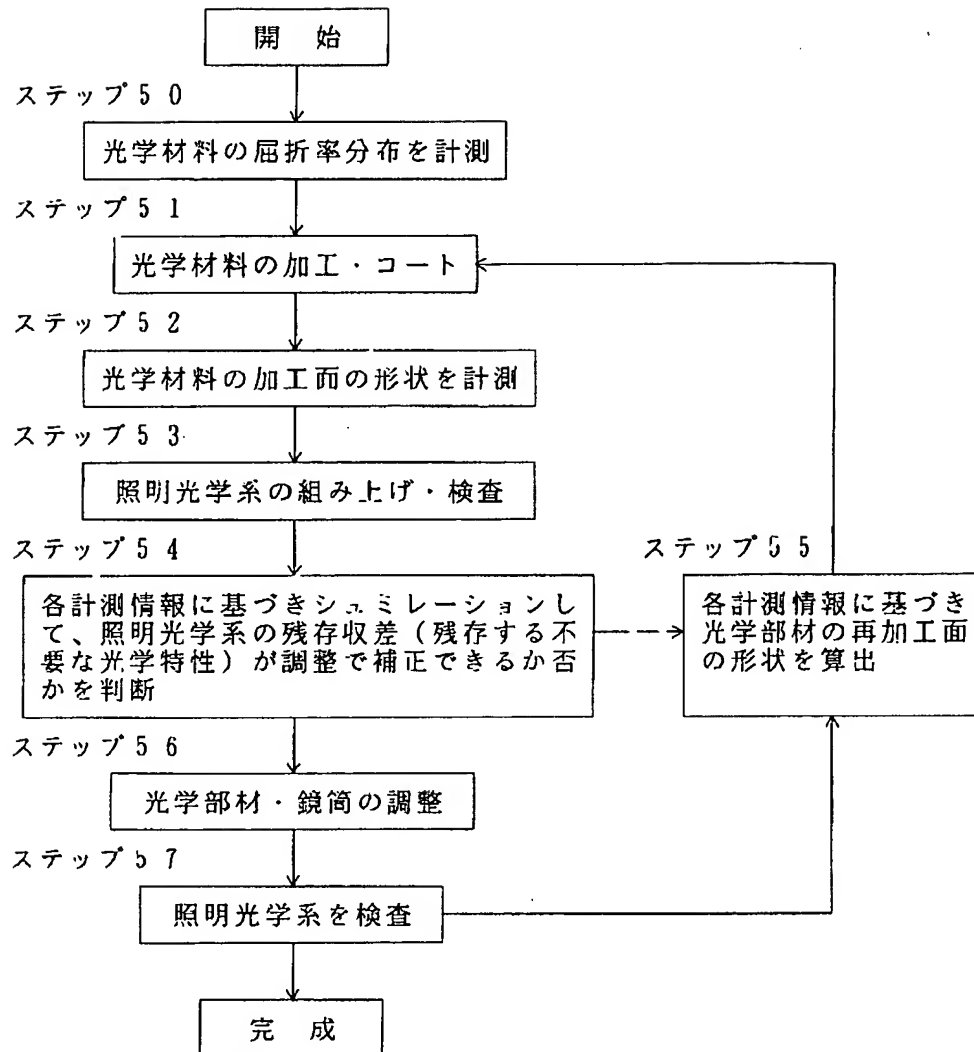 開 始
ステップ50
光学材料の屈折率分布を計測
ステップ51
光学材料の加工・コート
ステップ52
光学材料の加工面の形状を計測
ステップ53
照明光学系の組み上げ・検査
ステップ54
各計測情報に基づきシュミレーションし
て、照明光学系の残存収差（残存する不
要な光学特性）が調整で補正できるか否
かを判断
ステップ55
各計測情報に基づき
光学部材の再加工面
の形状を算出
ステップ56
光学部材・鏡筒の調整
ステップ57
照明光学系を検査
完 成